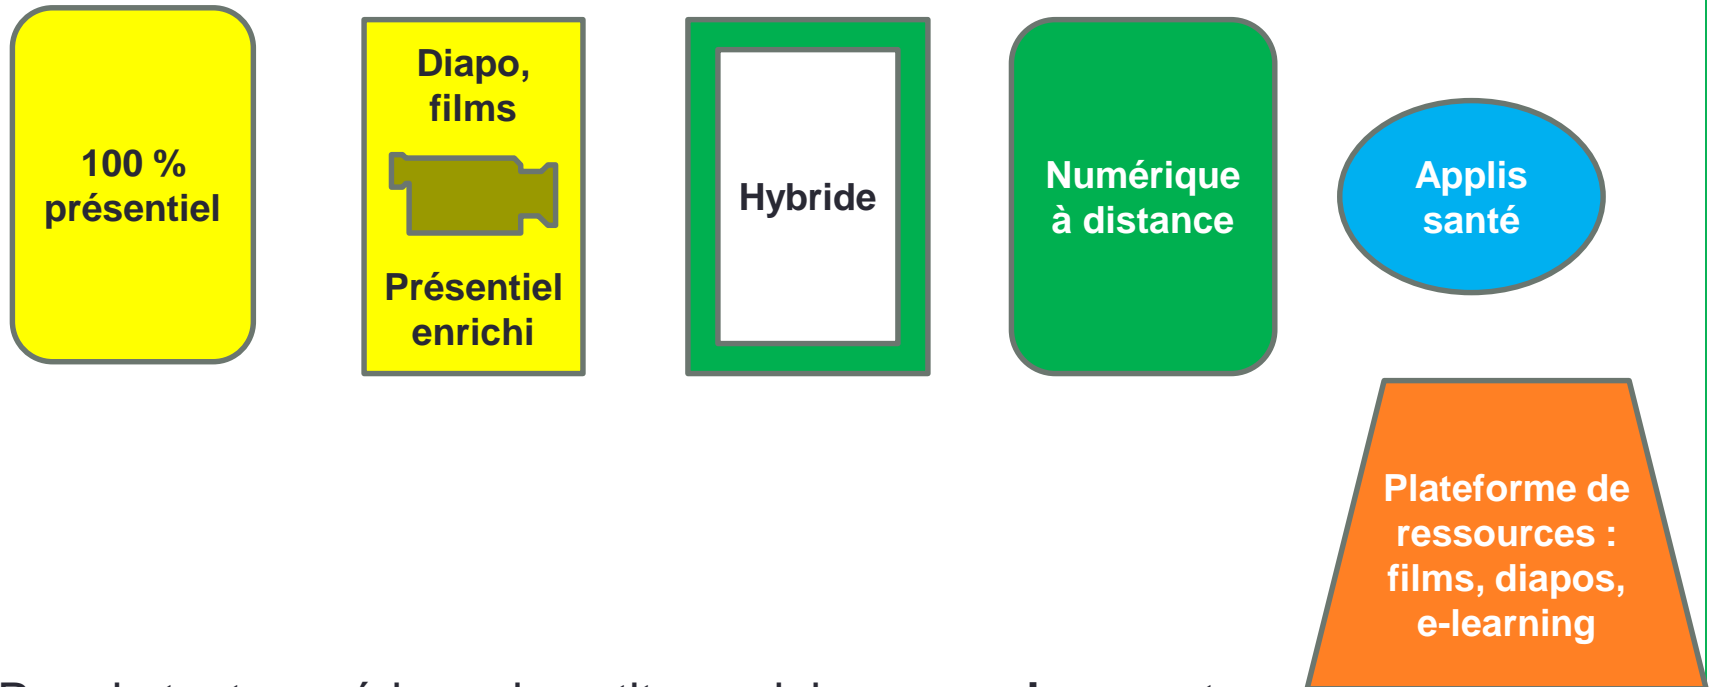 100 %
présentiel
Diapo,
films
Présentiel
enrichi
Hybride
Numérique
à distance
Applis
santé
Plateforme de
ressources :
films, diapos,
e-learning